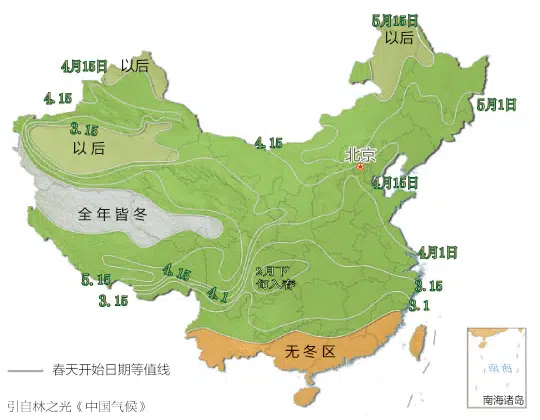 5月15日
以后
以后
4月15日
4.15
5月1日
3.15
4.15
以后
北京
4月15日
全年皆冬
4月1日
2月下
旬入春
5.15
4.15
3.15
4.1
3.15
3.1
无冬区
春天开始日期等值线
南海诸岛
引自林之光《中国气候》